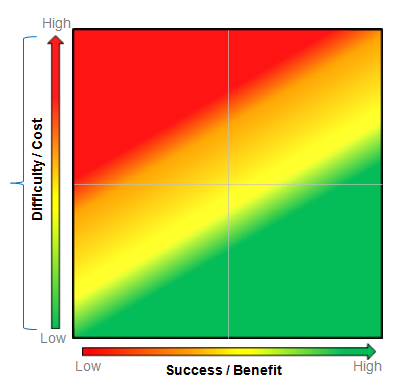 High
Difficulty / Cost
Low
Low
High
Success / Benefit